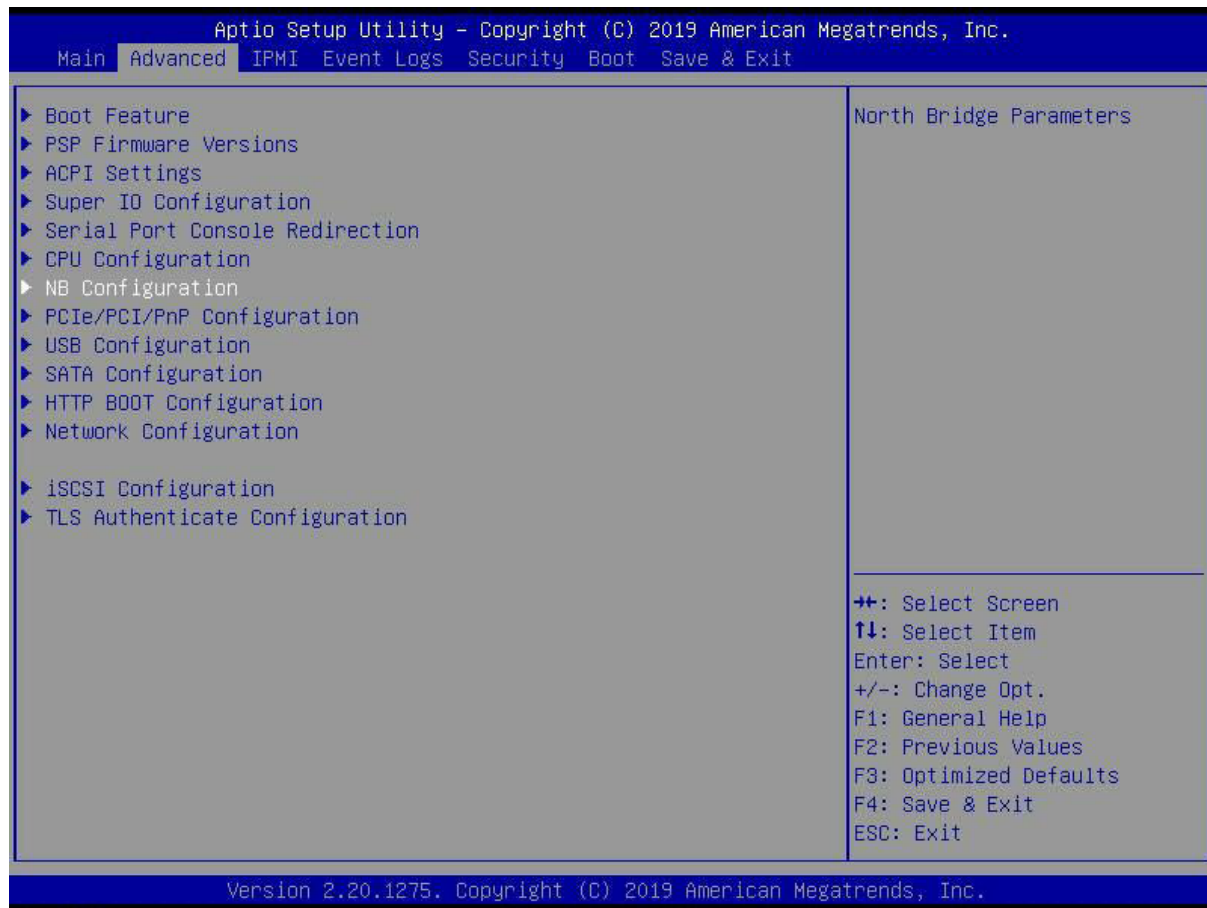 Aptio Setup Utility – Copyright (C) 2019 American Megatrends, Inc.
Main Advanced IPMI Event Logs Security Boot Save & Exit
▶ Boot Feature
▶ PSP Firmware Versions
▶ ACPI Settings
▶ Super IO Configuration
▶ Serial Port Console Redirection
▶ CPU Configuration
▶ NB Configuration
▶ PCIe/PCI/PnP Configuration
▶ USB Configuration
▶ SATA Configuration
▶ HTTP BOOT Configuration
▶ Network Configuration
▶ iSCSI Configuration
▶ TLS Authenticate Configuration
North Bridge Parameters
→←: Select Screen
↑↓: Select Item
Enter: Select
+/-: Change Opt.
F1: General Help
F2: Previous Values
F3: Optimized Defaults
F4: Save & Exit
ESC: Exit
Version 2.20.1275. Copyright (C) 2019 American Megatrends, Inc.